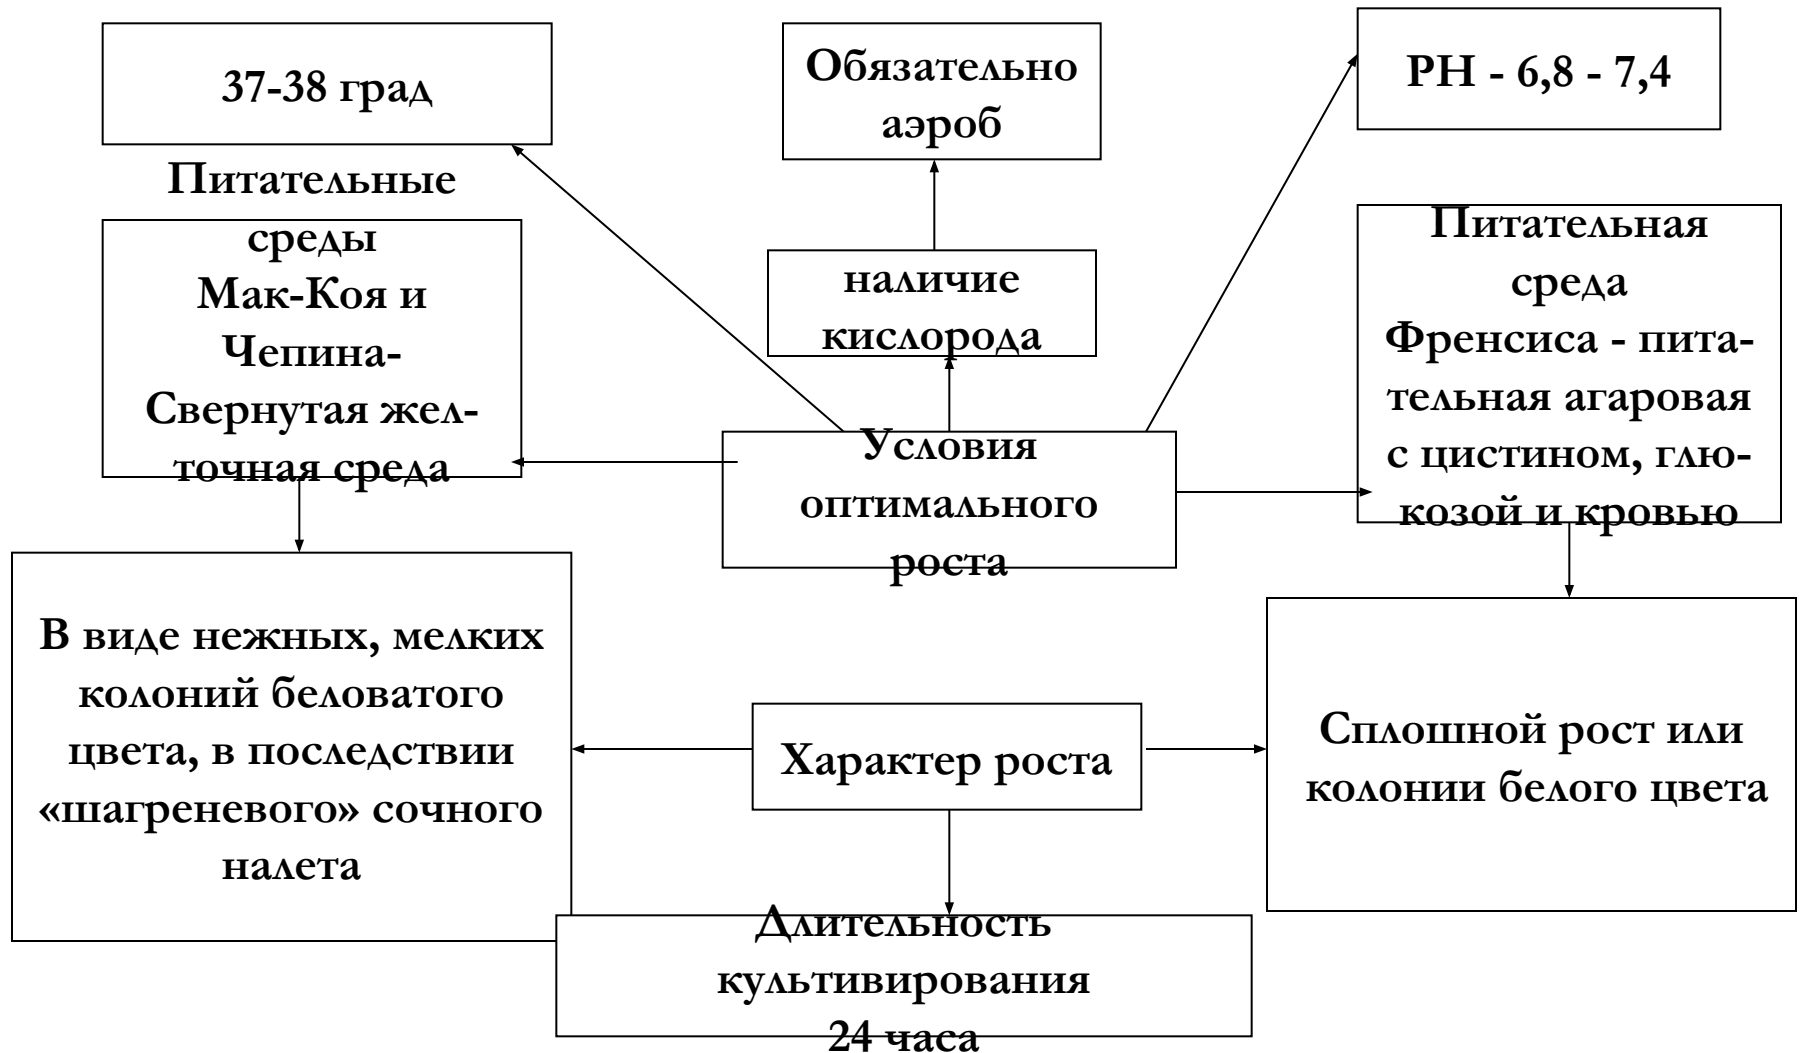 37-38 град
Обязательно
аэроб
РН - 6,8 - 7,4
Питательные
среды
Мак-Коя и
Чепина-
Свернутая жел-
точная среда
наличие
кислорода
Питательная
среда
Френсиса - пита-
тельная агаровая
с цистином, глю-
козой и кровью
Условия
оптимального
роста
В виде нежных, мелких
колоний беловатого
цвета, в последствии
«шагреневого» сочного
налета
Характер роста
Сплошной рост или
колонии белого цвета
Длительность
культивирования
24 часа